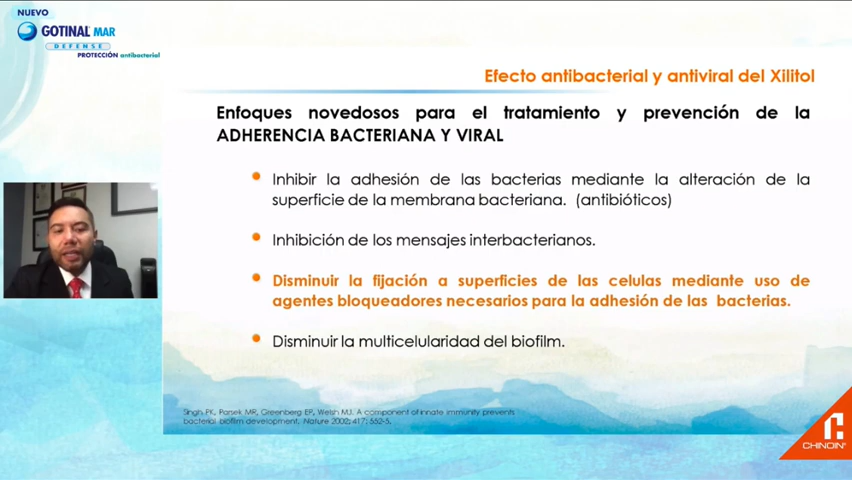 NUEVO
GOTINAL MAR
DEFENSE
PROTECCIÓN antibacterial
Efecto antibacterial y antiviral del Xilitol
Enfoques novedosos para el tratamiento y prevención de la
ADHERENCIA BACTERIANA Y VIRAL
Inhibir la adhesión de las bacterias mediante la alteración de la
superficie de la membrana bacteriana. (antibióticos)
Inhibición de los mensajes interbacterianos.
Disminuir la fijación a superficies de las celulas mediante uso de
agentes bloqueadores necesarios para la adhesión de las bacterias.
Disminuir la multicelularidad del biofilm.
Singh PK, Parsek MR, Greenberg EP, Welsh MJ. A component of innate immunity prevents
bacterial biofilm development. Nature 2002; 417: 552-5.
CHINOIN